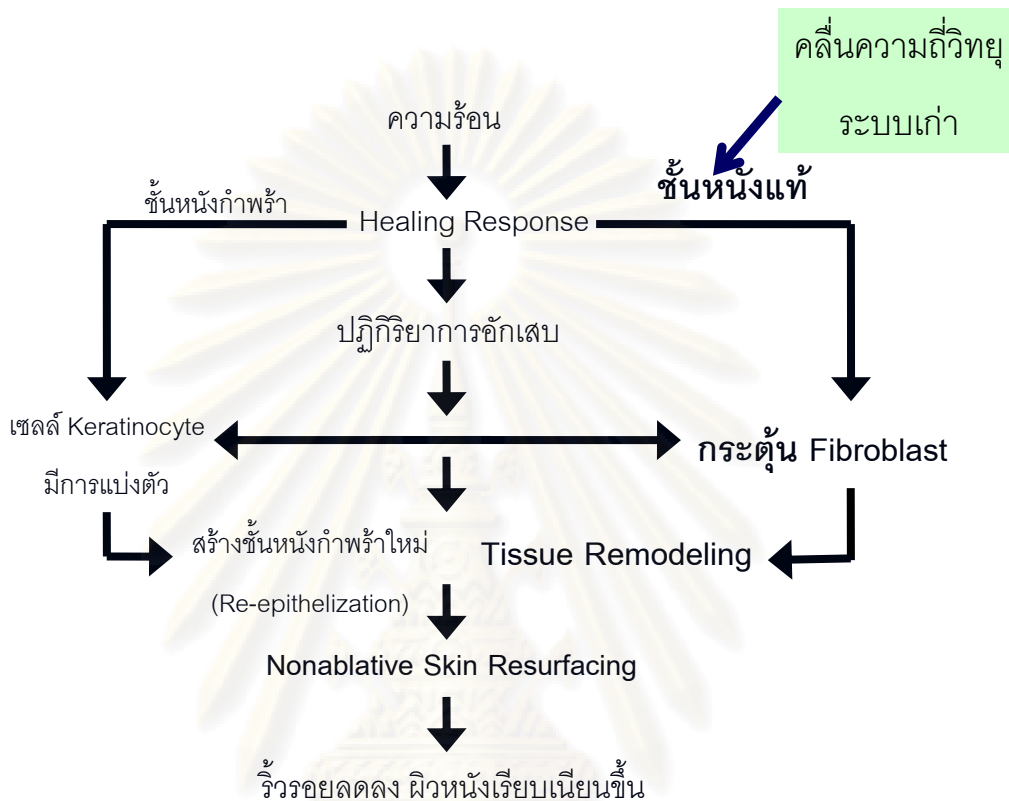 คลื่นความถี่วิทยุ
ระบบเก่า
ความร้อน
ชั้นหนังแท้
ชั้นหนังกำพร้า
Healing Response
ปฏิกิริยาการอักเสบ
เซลล์ Keratinocyte
มีการแบ่งตัว
กระตุ้น Fibroblast
สร้างชั้นหนังกำพร้าใหม่
(Re-epithelization)
Tissue Remodeling
Nonablative Skin Resurfacing
ริ้วรอยลดลง ผิวหนังเรียบเนียนขึ้น